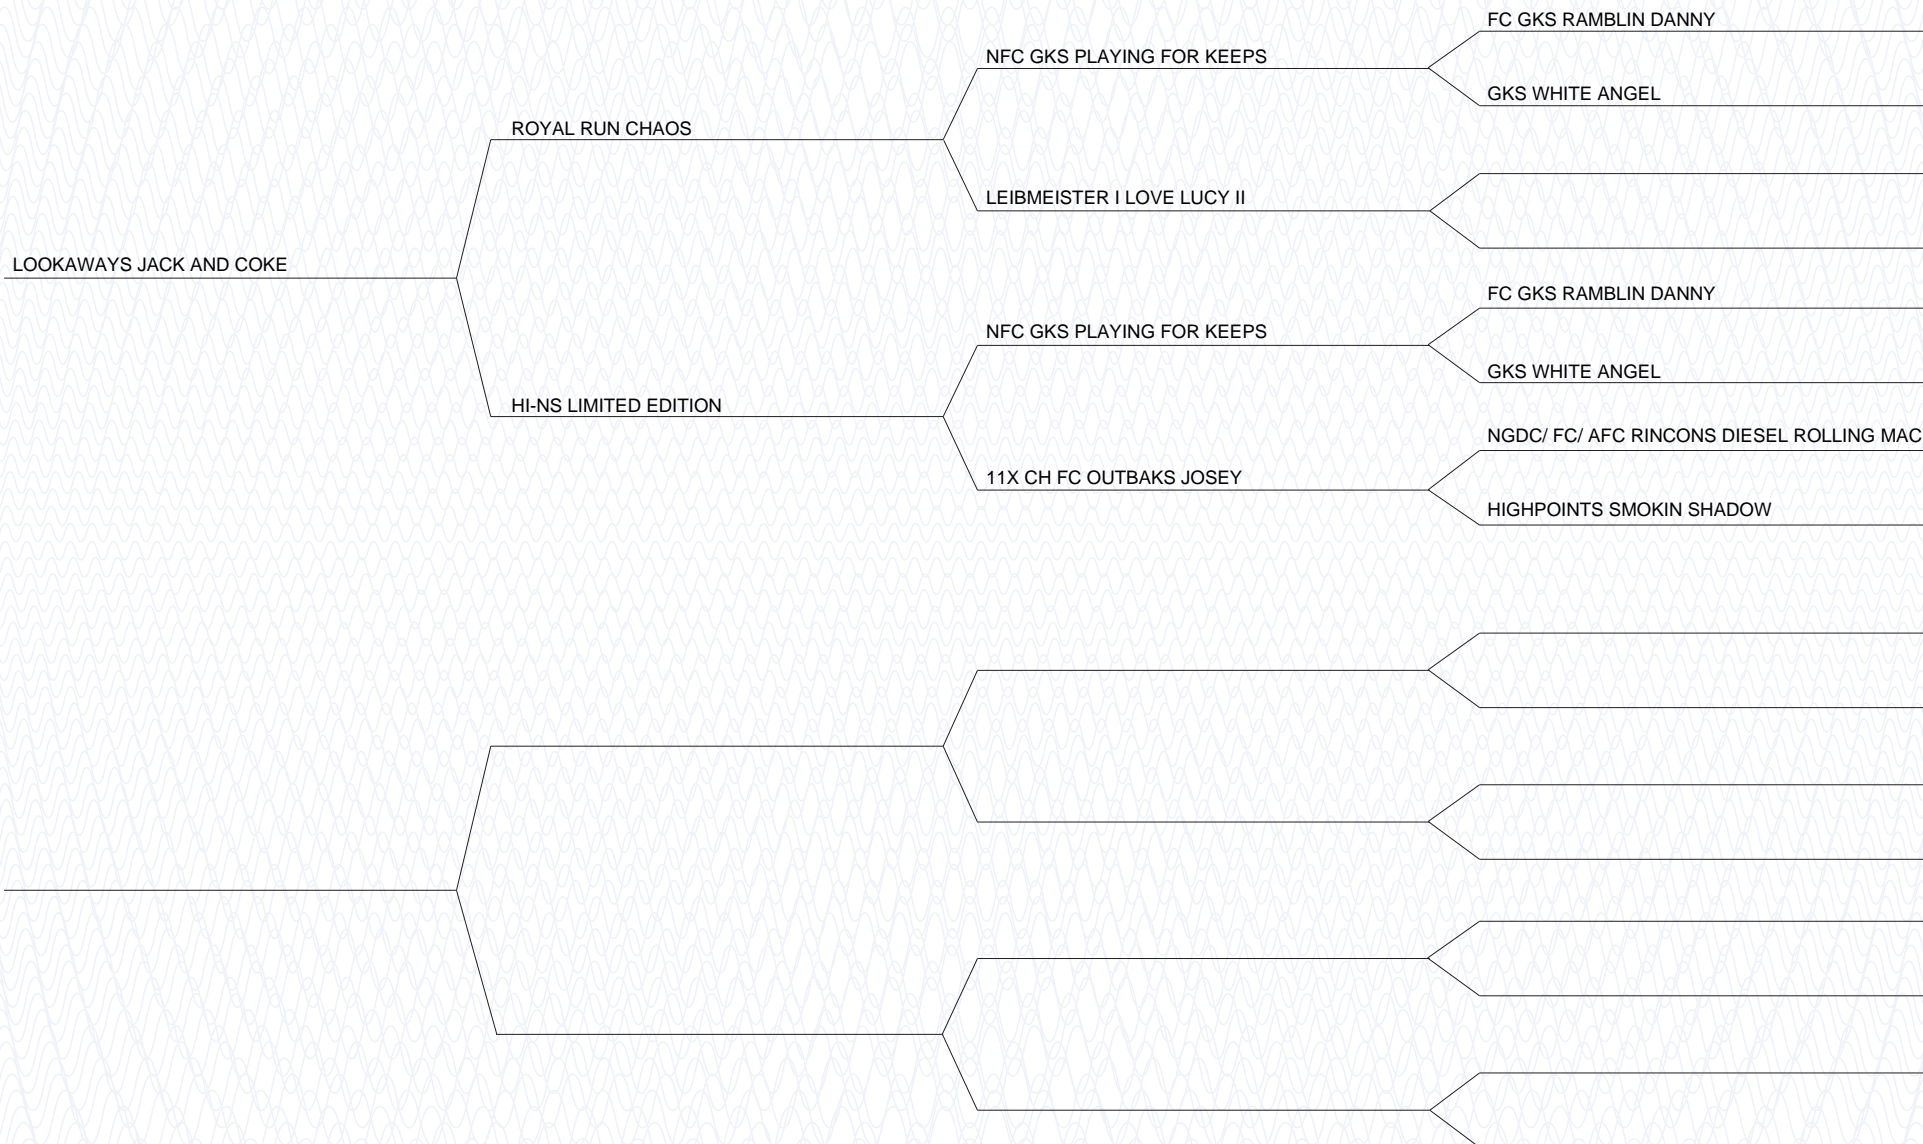 FC GKS RAMBLIN DANNY
NFC GKS PLAYING FOR KEEPS
GKS WHITE ANGEL
ROYAL RUN CHAOS
LEIBMEISTER I LOVE LUCY II
LOOKAWAYS JACK AND COKE
FC GKS RAMBLIN DANNY
NFC GKS PLAYING FOR KEEPS
GKS WHITE ANGEL
HI-NS LIMITED EDITION
NGDC/ FC/ AFC RINCONS DIESEL ROLLING MAC
11X CH FC OUTBAKS JOSEY
HIGHPOINTS SMOKIN SHADOW